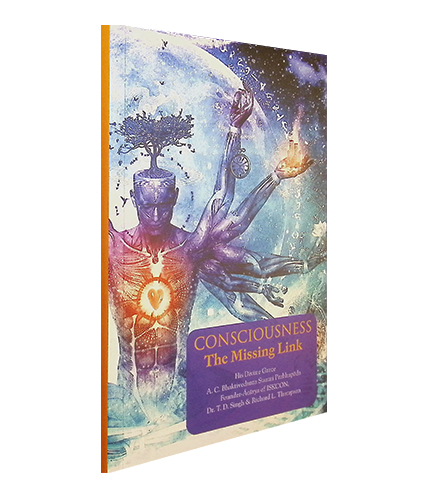 CONSCIOUSNESS
The Missing Link
His Divine Grace
A. C. Bhaktivedanta Swami Prabhupāda
Founder-Ācārya of ISKCON,
Dr. T. D. Singh & Richard L. Thompson